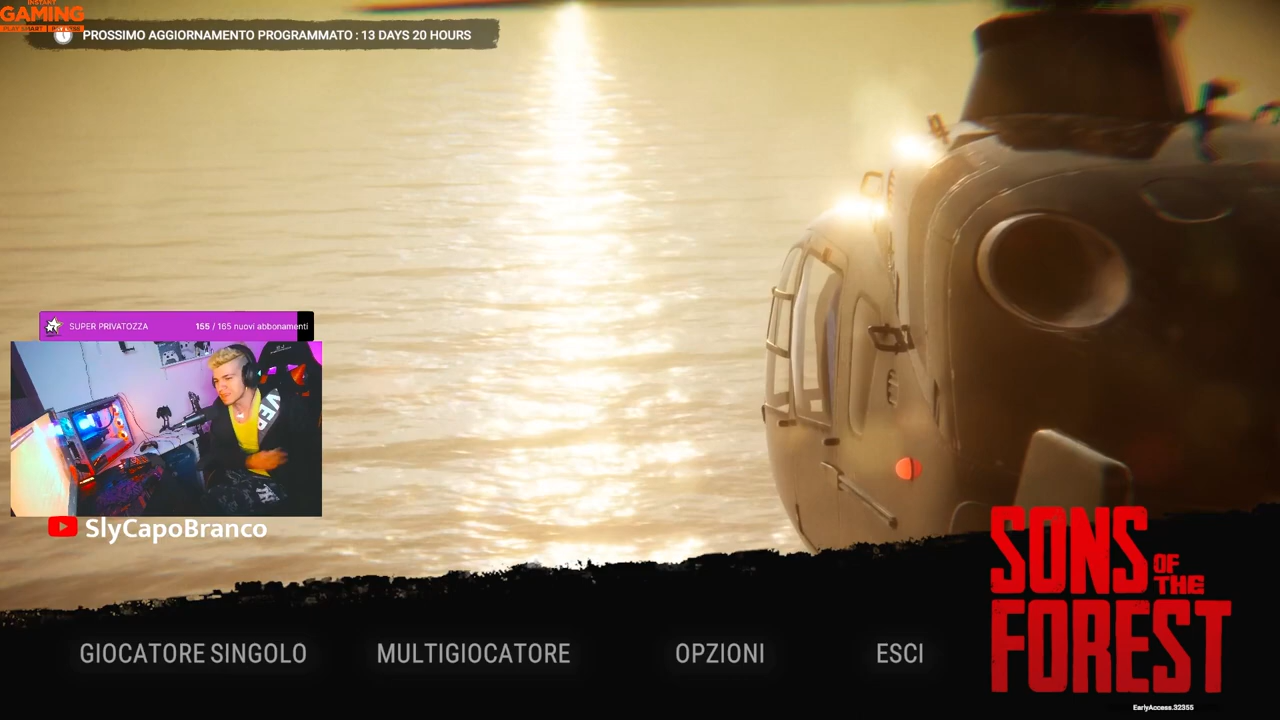 INSTANT
GAMING
PROSSIMO AGGIORNAMENTO PROGRAMMATO : 13 DAYS 20 HOURS
SUPER PRIVATOZZA
155 / 165 nuovi abbonamenti
SlyCapoBranco
GIOCATORE SINGOLO
MULTIGIOCATORE
OPZIONI
ESCI
SONS
OF
THE
FOREST
EarlyAccess.32355